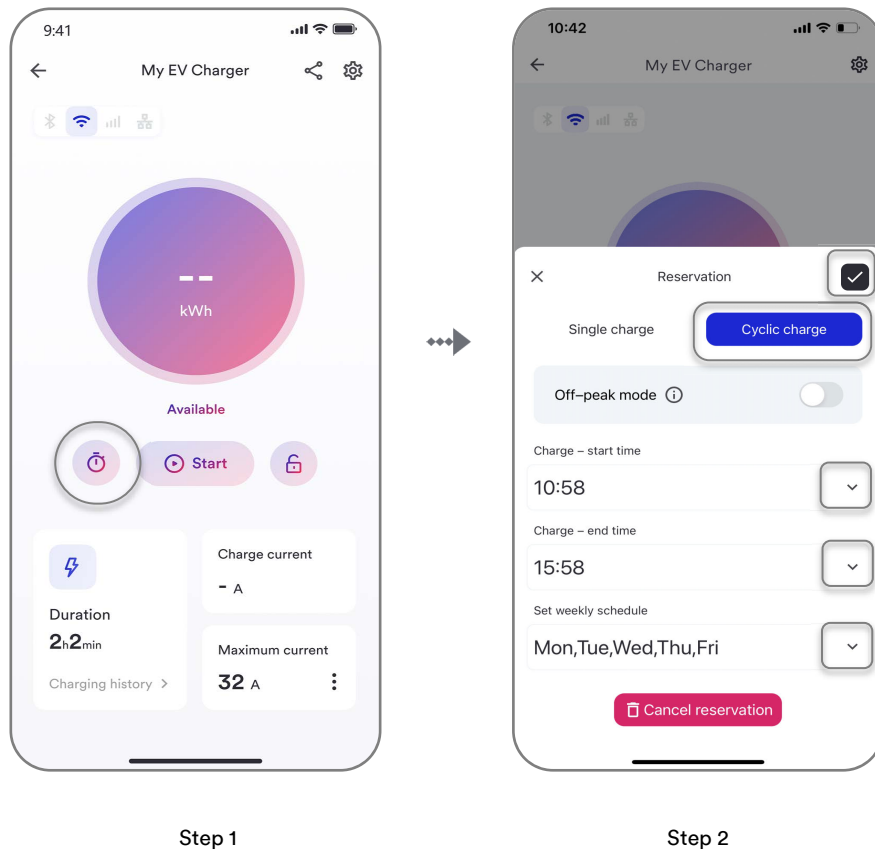 9:41
My EV Charger
--
kWh
Available
Start
Charge current
- A
Duration
2h2min
Maximum current
Charging history >
32 A
Step 1
10:42
My EV Charger
Reservation
Single charge
Cyclic charge
Off-peak mode
Charge – start time
10:58
Charge – end time
15:58
Set weekly schedule
Mon,Tue,Wed,Thu,Fri
Cancel reservation
Step 2